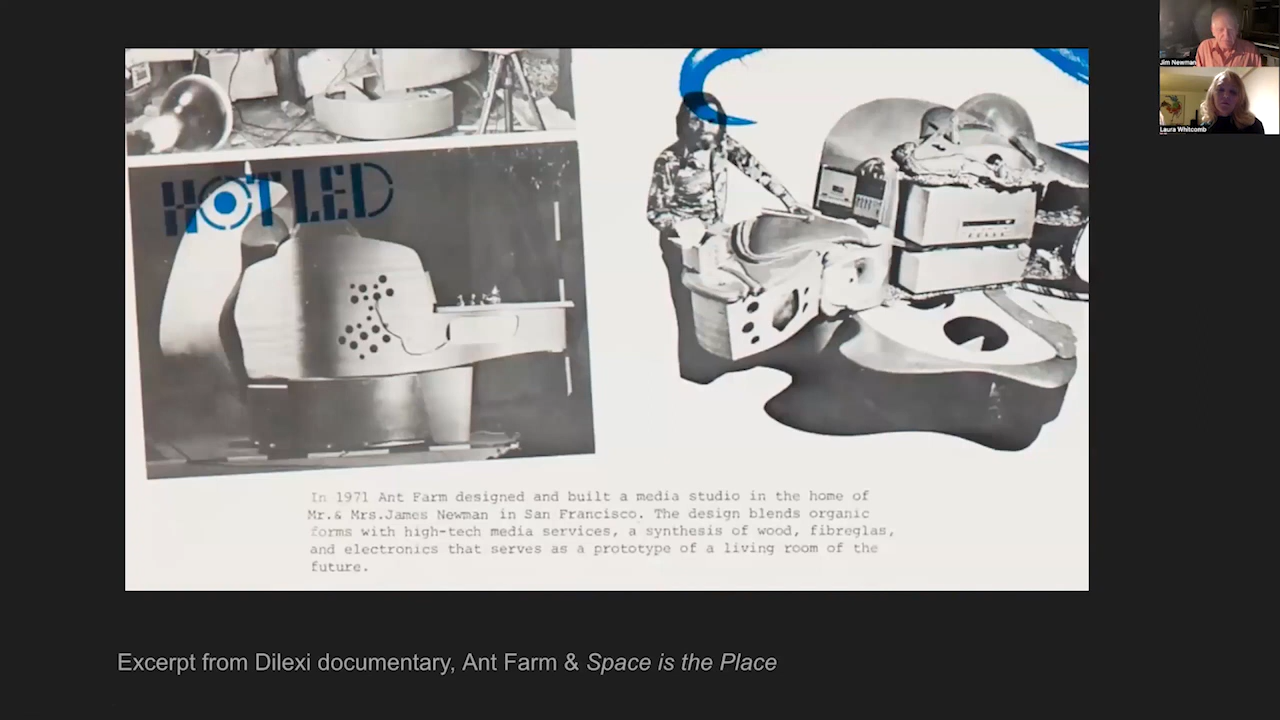 Jim Newman
Laura Whitcomb
HOT LED
In 1971 Ant Farm designed and built a media studio in the home of
Mr.& Mrs.James Newman in San Francisco. The design blends organic
forms with high-tech media services, a synthesis of wood, fibreglas,
and electronics that serves as a prototype of a living room of the
future.
Excerpt from Dilexi documentary, Ant Farm & Space is the Place